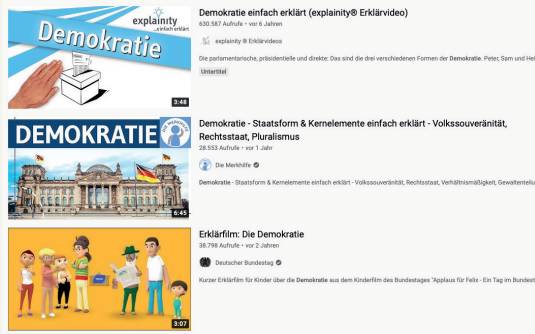 explainity
...einfach erklärt
Demokratie
3:48
Demokratie einfach erklärt (explainity® Erklärvideo)
630.587 Aufrufe • vor 6 Jahren
explainity ® Erklärvideos
Die parlamentarische, präsidentielle und direkte: Das sind die drei verschiedenen Formen der Demokratie. Peter, Sam und Hei
Untertitel
DEMOKRATIE
DIE MERKHILFE
6:45
Demokratie - Staatsform & Kernelemente einfach erklärt - Volkssouveränität,
Rechtsstaat, Pluralismus
28.553 Aufrufe • vor 1 Jahr
Die Merkhilfe
Demokratie - Staatsform & Kernelemente einfach erklärt - Volkssouveränität, Rechtsstaat, Verhältnismäßigkeit, Gewaltenteilu
3:07
Erklärfilm: Die Demokratie
38.798 Aufrufe • vor 2 Jahren
Deutscher Bundestag
Kurzer Erklärfilm für Kinder über die Demokratie aus dem Kinderfilm des Bundestages "Applaus für Felix - Ein Tag im Bundest